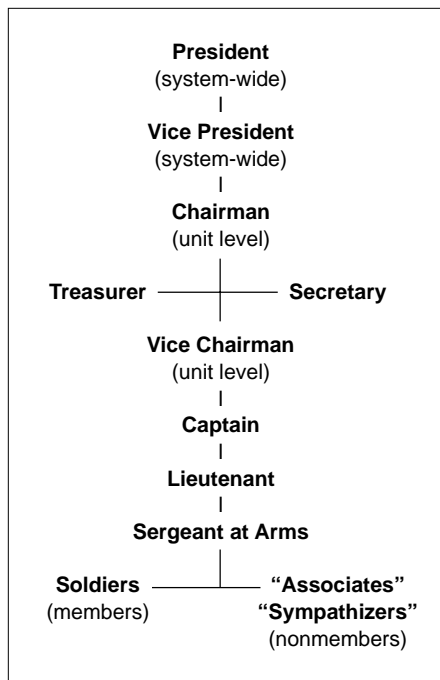 President
(system-wide)
Vice President
(system-wide)
Chairman
(unit level)
Treasurer
Secretary
Vice Chairman
(unit level)
Captain
Lieutenant
Sergeant at Arms
Soldiers
(members)
“Associates”
“Sympathizers”
(nonmembers)